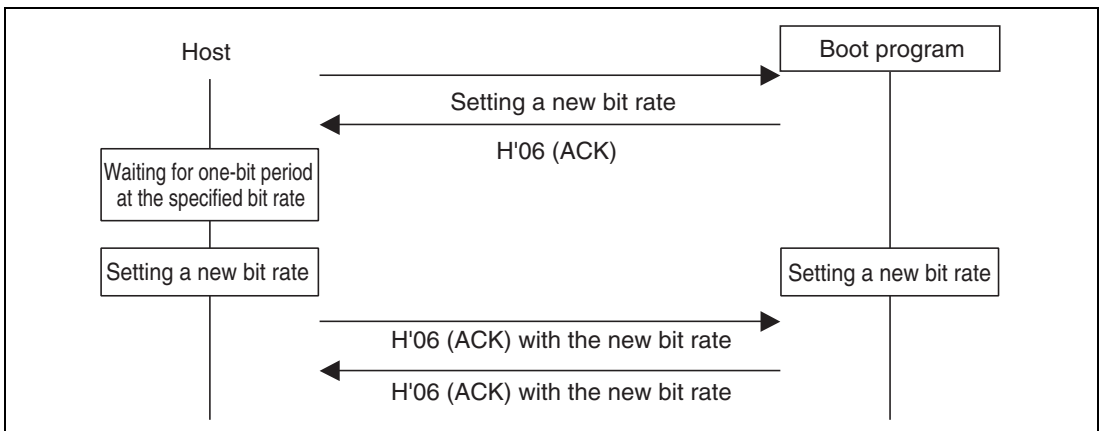 Host
Boot program
Setting a new bit rate
H'06 (ACK)
Waiting for one-bit period
at the specified bit rate
Setting a new bit rate
Setting a new bit rate
H'06 (ACK) with the new bit rate
H'06 (ACK) with the new bit rate